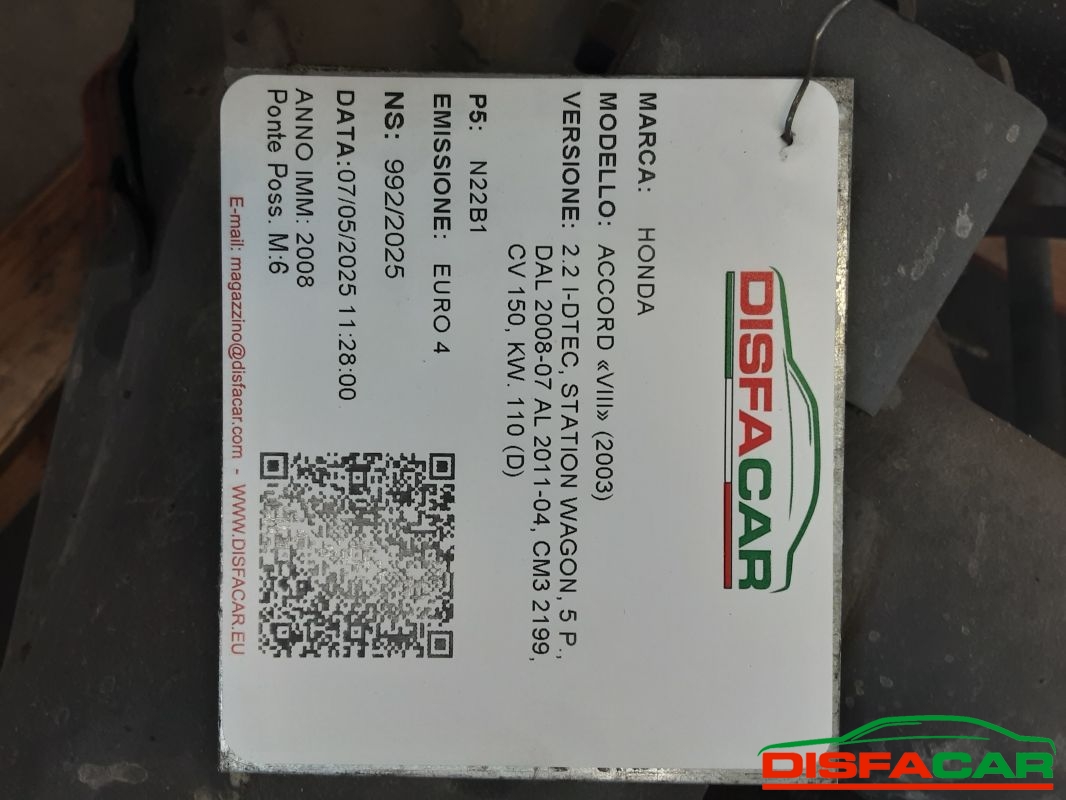 DISFACAR
MARCA: HONDA
MODELLO: ACCORD «VIII» (2003)
VERSIONE: 2.2 I-DTEC, STATION WAGON, 5 P.,
DAL 2008-07 AL 2011-04, CM3 2199,
CV 150, KW. 110 (D)
P5: N22B1
EMISSIONE: EURO 4
NS: 992/2025
DATA:07/05/2025 11:28:00
ANNO IMM: 2008
Ponte Poss. M:6
E-mail: magazzino@disfacar.com - WWW.DISFACAR.EU
DISFACAR